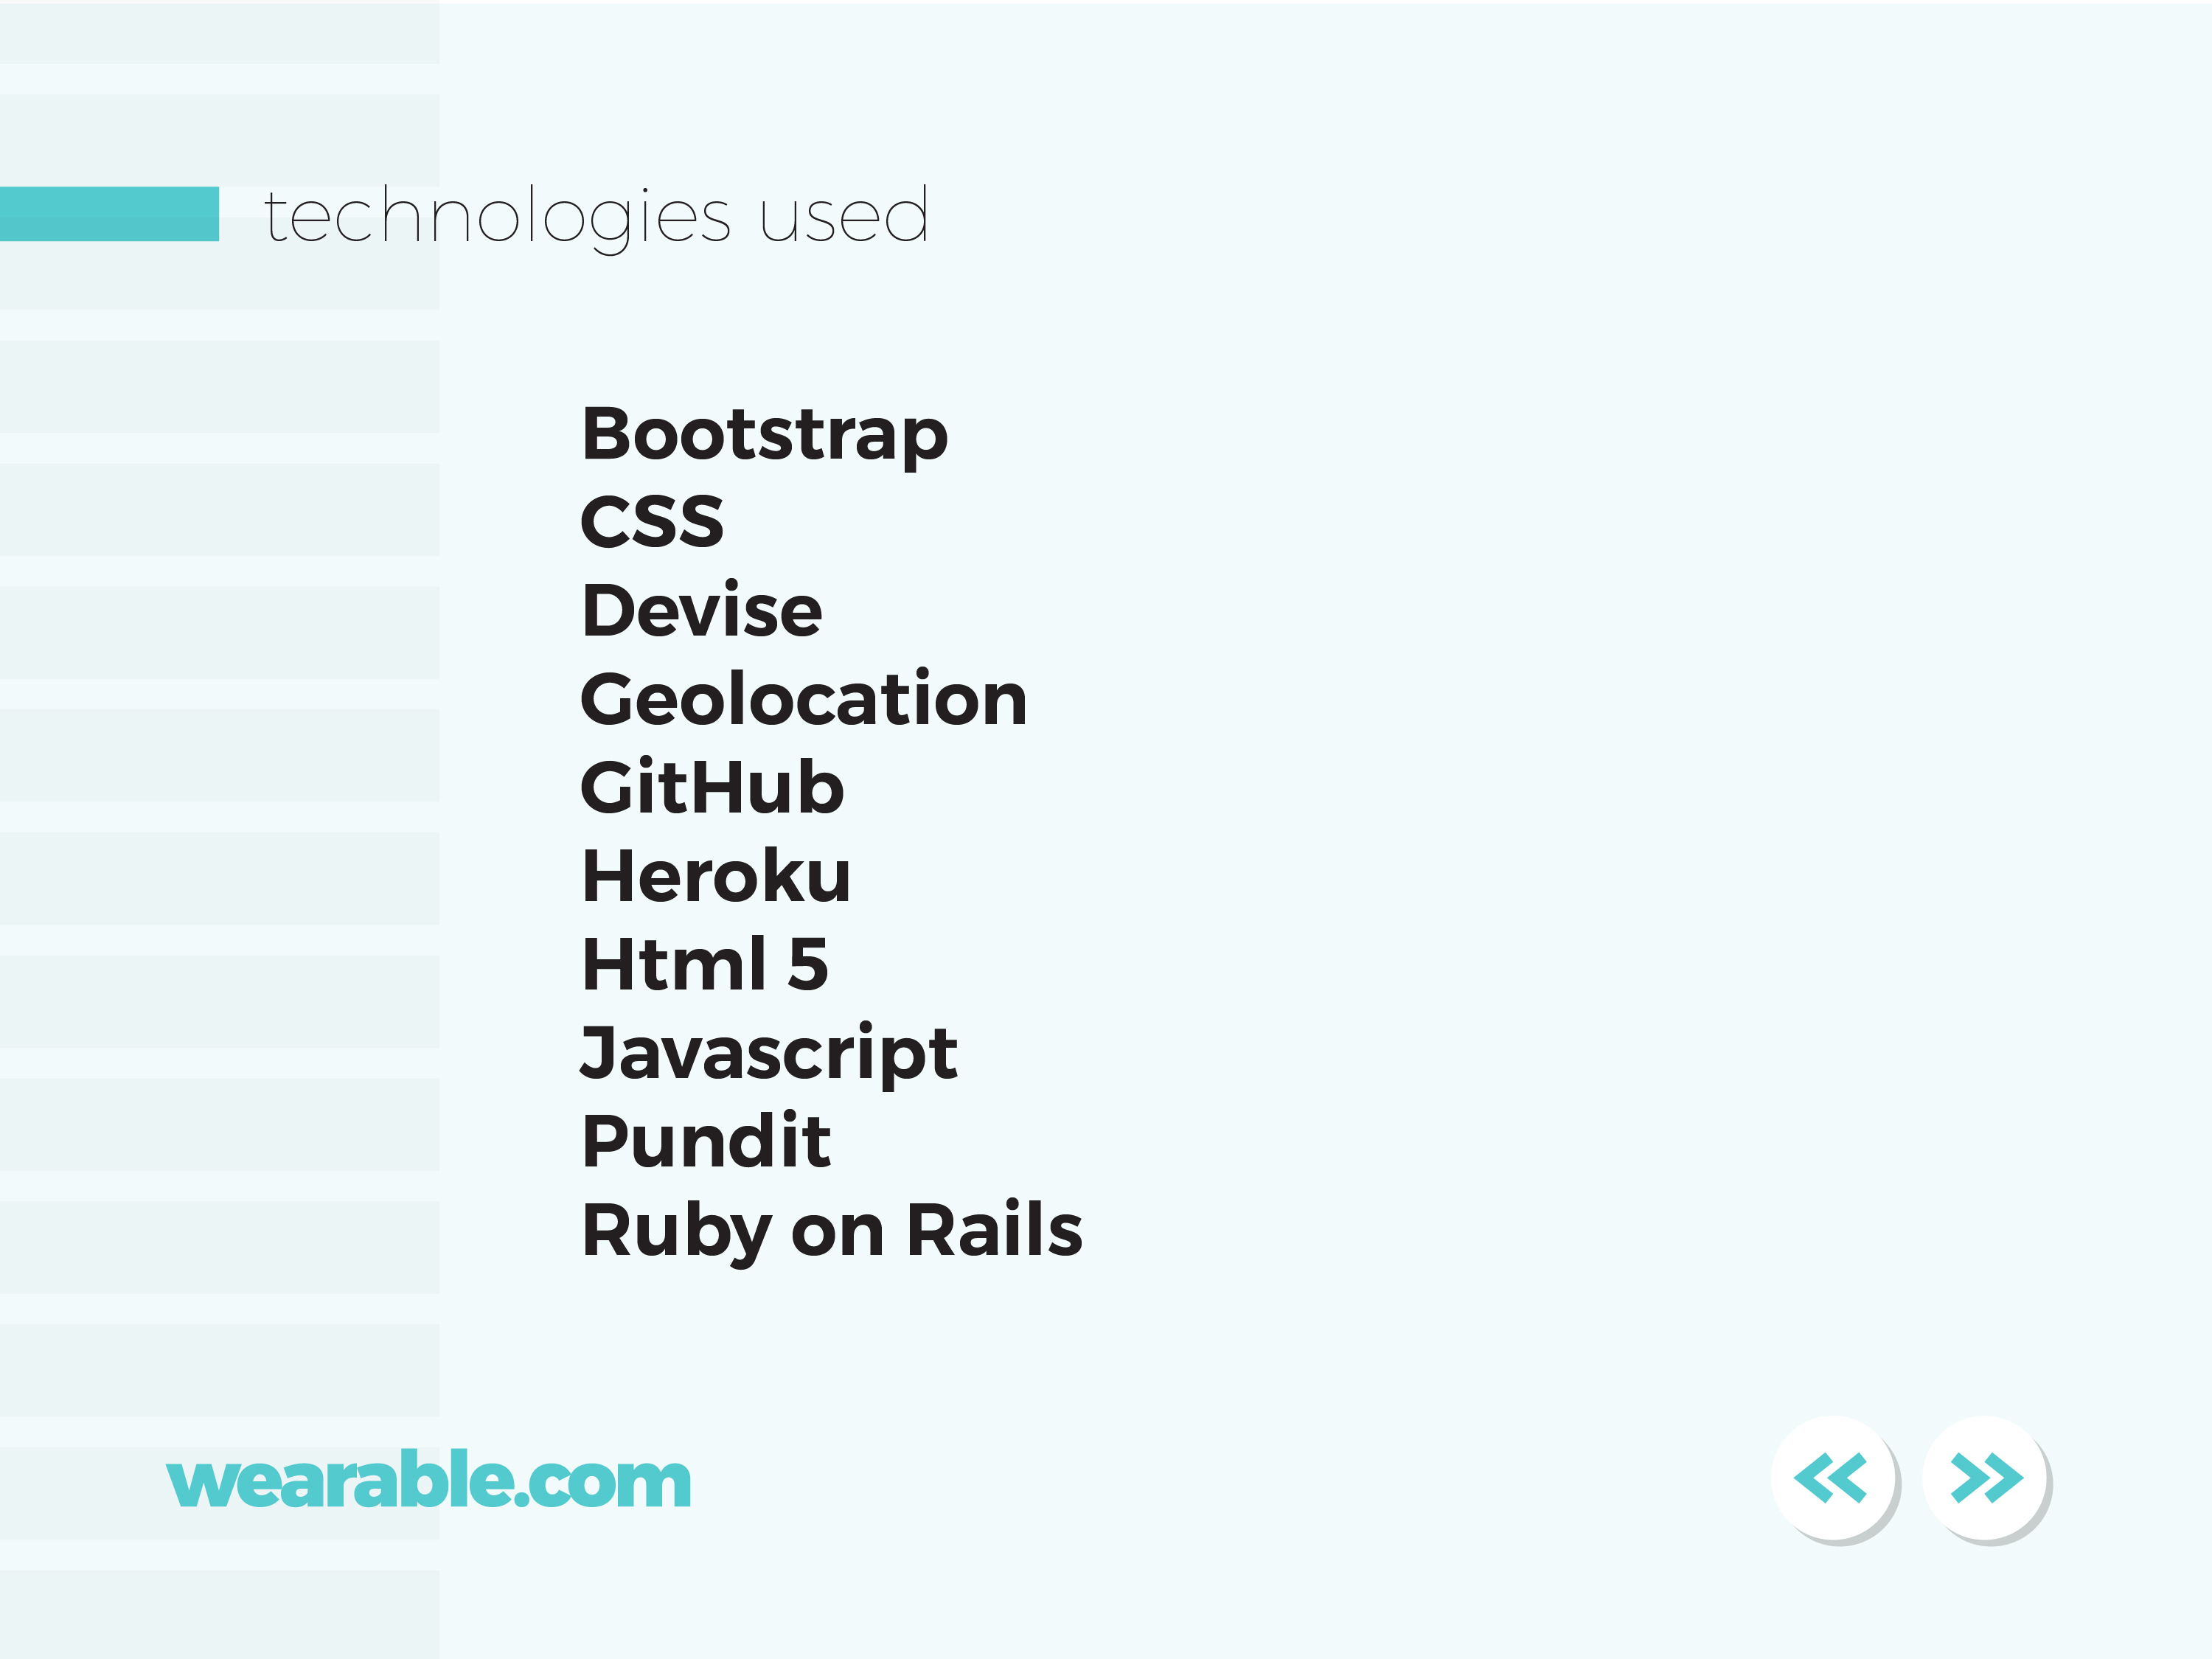 technologies used
Bootstrap
CSS
Devise
Geolocation
GitHub
Heroku
Html 5
Javascript
Pundit
Ruby on Rails
wearable.com